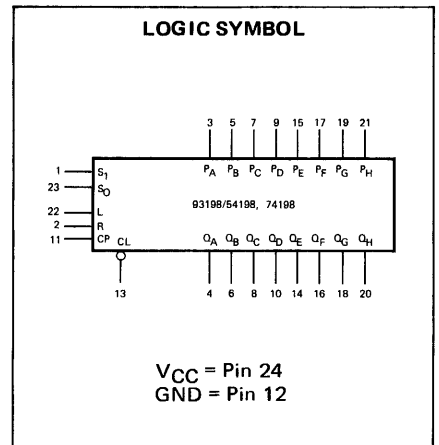 LOGIC SYMBOL
3 5 7 9 15 17 19 21
1 S1 PA PB PC PD PE PF PG PH
23 S0
93198/54198, 74198
22 L
2 R
11 CP CL QA QB QC QD QE QF QG QH
13 4 6 8 10 14 16 18 20
VCC = Pin 24
GND = Pin 12